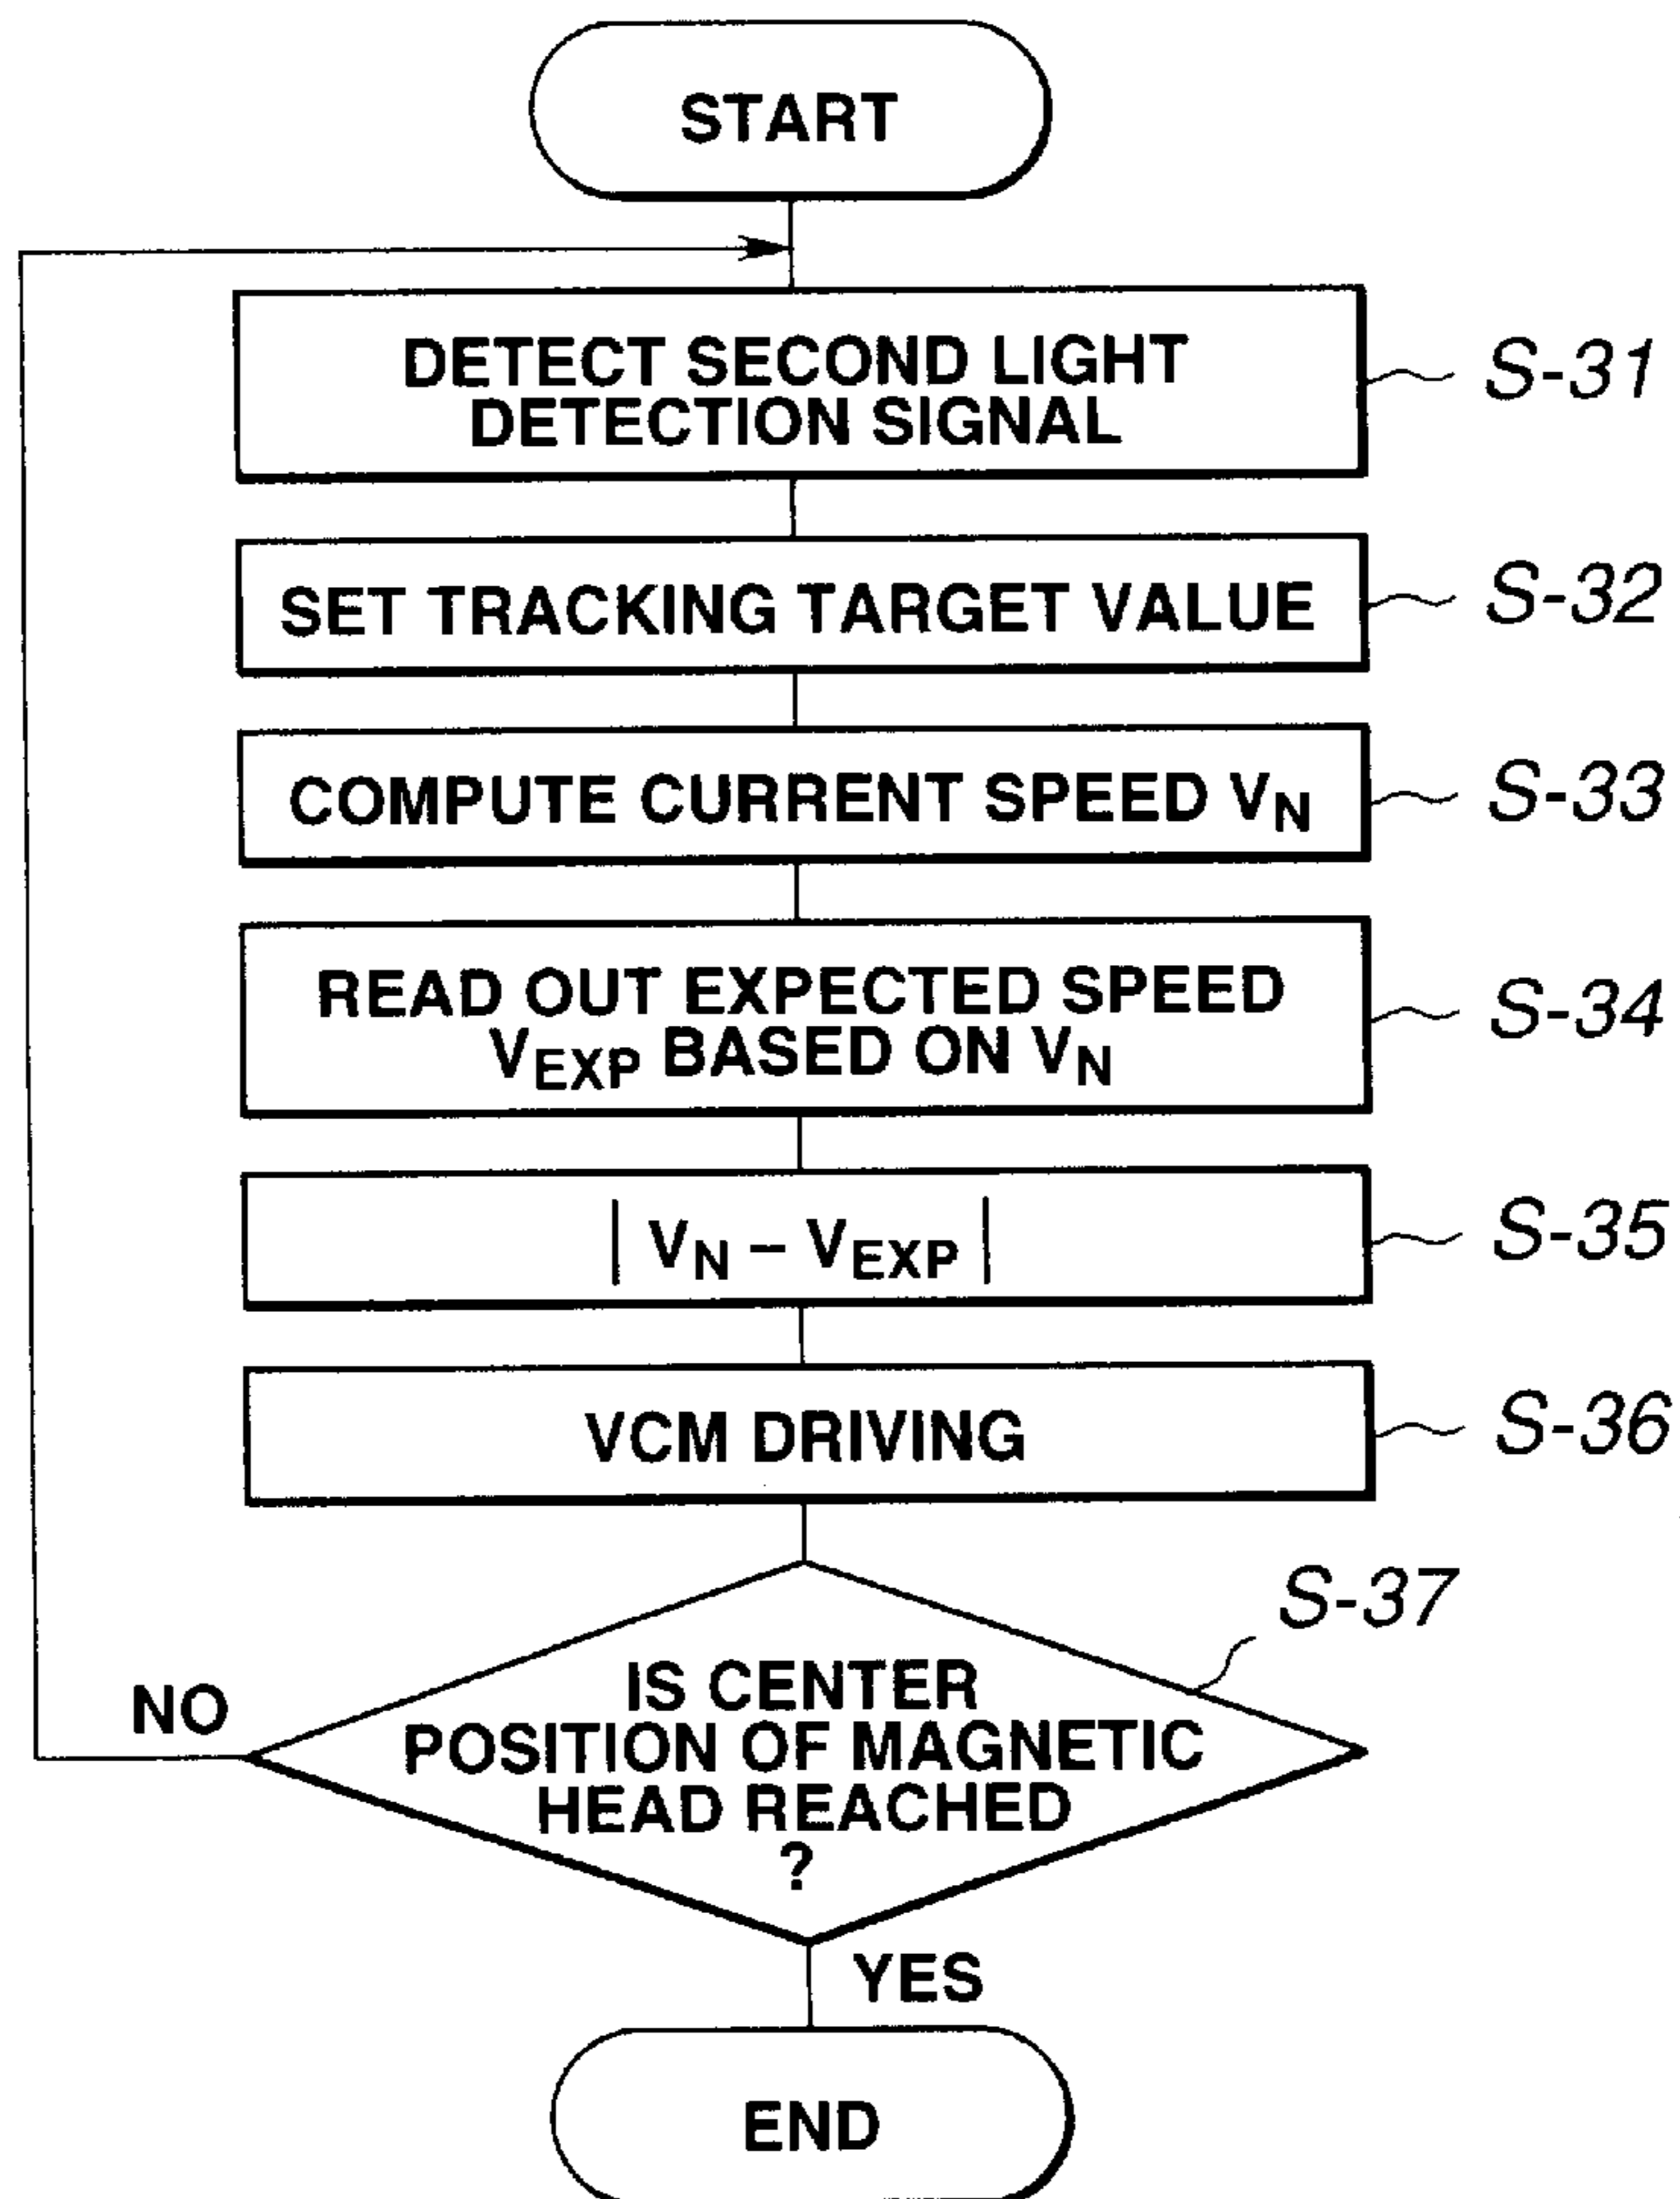 START
DETECT SECOND LIGHT
DETECTION SIGNAL
S-31
SET TRACKING TARGET VALUE
S-32
COMPUTE CURRENT SPEED VN
S-33
READ OUT EXPECTED SPEED
VEXP BASED ON VN
S-34
| VN – VEXP |
S-35
VCM DRIVING
S-36
S-37
IS CENTER
POSITION OF MAGNETIC
HEAD REACHED
?
NO
YES
END